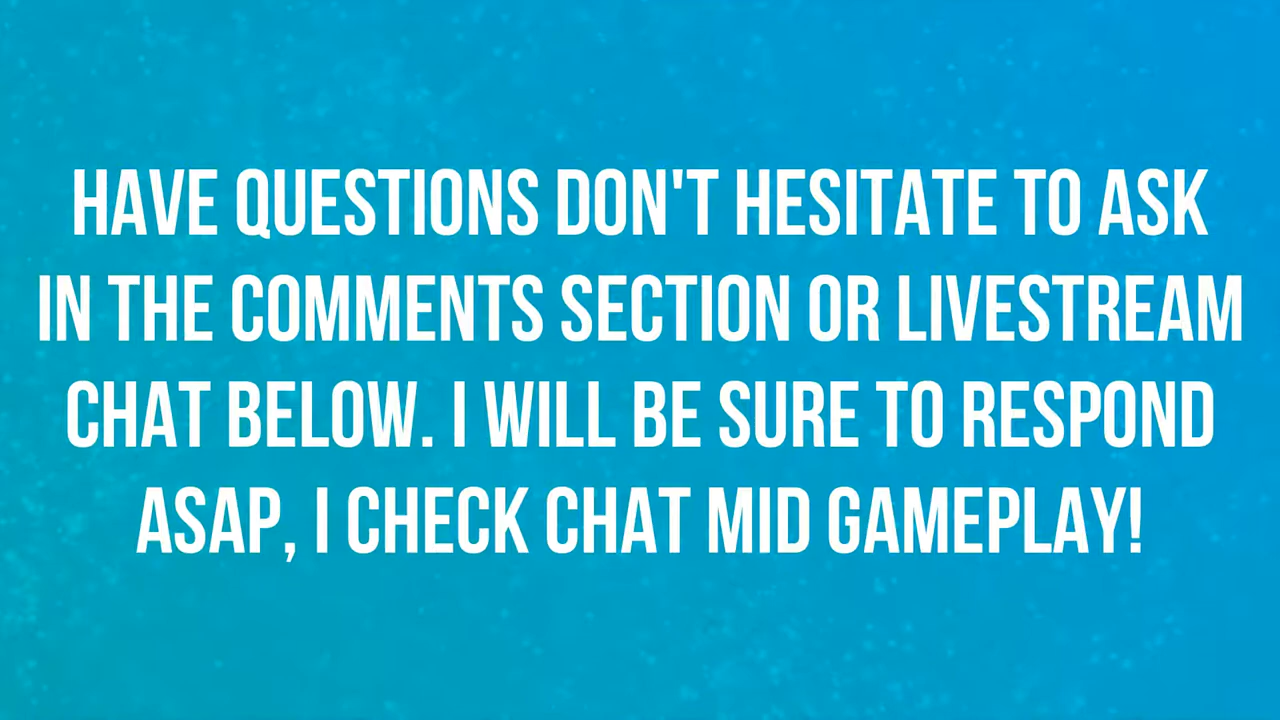 HAVE QUESTIONS DON'T HESITATE TO ASK
IN THE COMMENTS SECTION OR LIVESTREAM
CHAT BELOW. I WILL BE SURE TO RESPOND
ASAP, I CHECK CHAT MID GAMEPLAY!